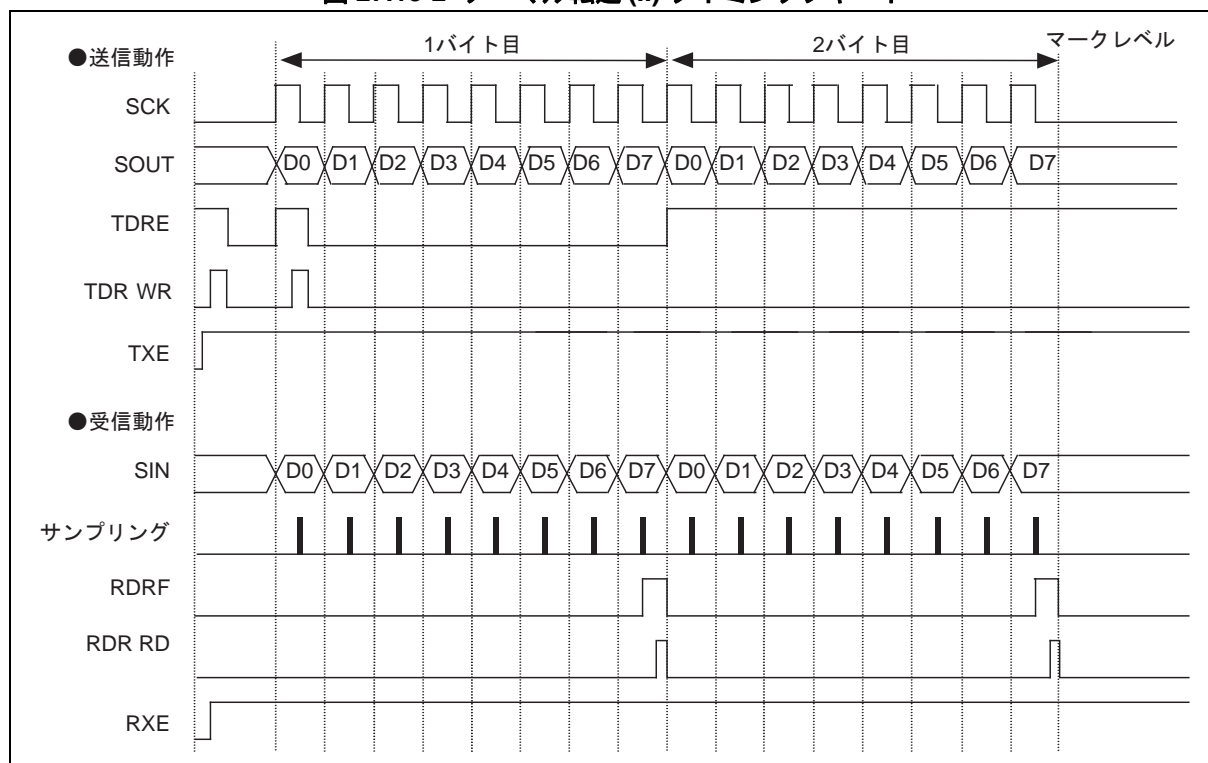 ●送信動作
1バイト目
2バイト目
マークレベル
SCK
SOUT D0 D1 D2 D3 D4 D5 D6 D7 D0 D1 D2 D3 D4 D5 D6 D7
TDRE
TDR WR
TXE
●受信動作
SIN D0 D1 D2 D3 D4 D5 D6 D7 D0 D1 D2 D3 D4 D5 D6 D7
サンプリング
RDRF
RDR RD
RXE